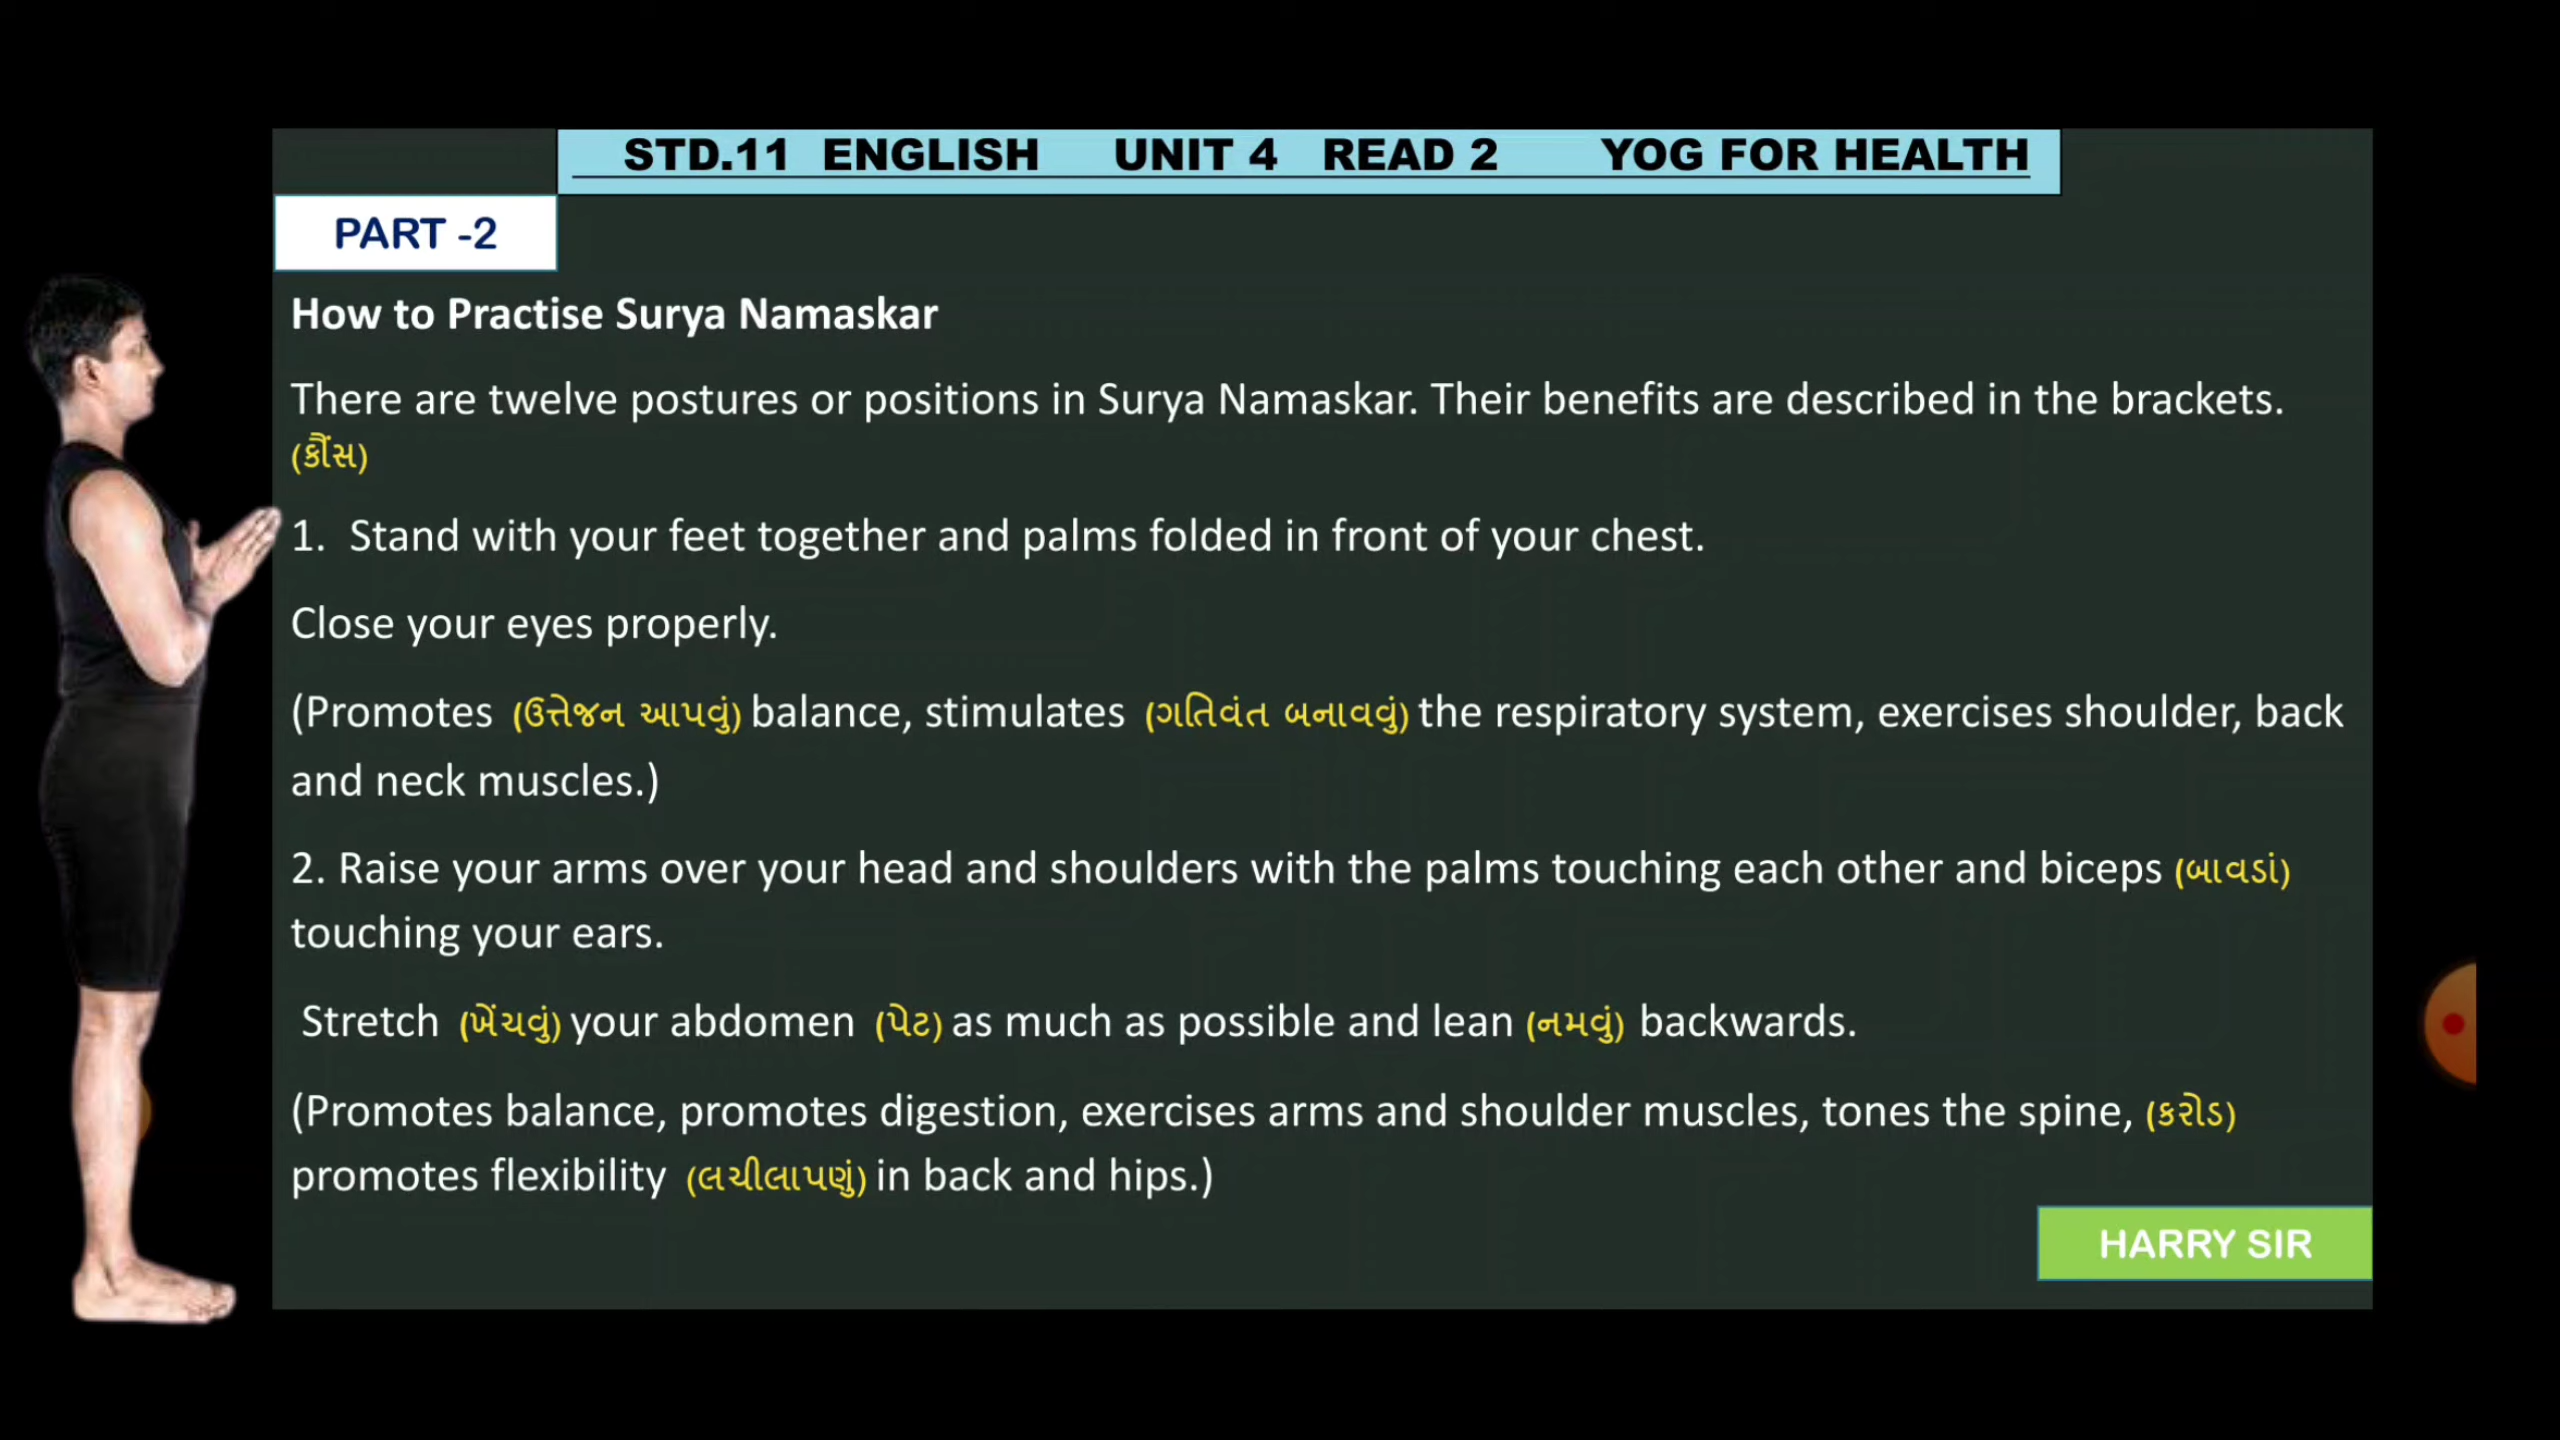 STD.11 ENGLISH UNIT 4 READ 2 YOG FOR HEALTH
PART -2
How to Practise Surya Namaskar
There are twelve postures or positions in Surya Namaskar. Their benefits are described in the brackets.
(કૌંસ)
1. Stand with your feet together and palms folded in front of your chest.
Close your eyes properly.
(Promotes (ઉત્તેજન આપવું) balance, stimulates (ગતિવંત બનાવવું) the respiratory system, exercises shoulder, back
and neck muscles.)
2. Raise your arms over your head and shoulders with the palms touching each other and biceps (બાવડાં)
touching your ears.
Stretch (ખેંચવું) your abdomen (પેટ) as much as possible and lean (નમવું) backwards.
(Promotes balance, promotes digestion, exercises arms and shoulder muscles, tones the spine, (કરોડ)
promotes flexibility (લચીલાપણું) in back and hips.)
HARRY SIR